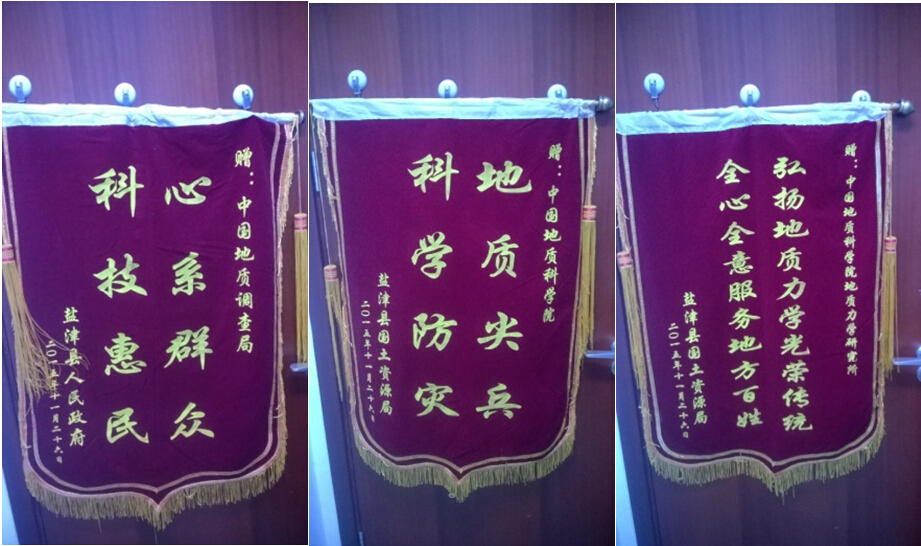 赠：中国地质调查局
心系群众
科技惠民
盐津县人民政府
二〇一五年十一月二十六日
赠：中国地质科学院
地质尖兵
科学防灾
盐津县国土资源局
二〇一五年十一月二十六日
赠：中国地质科学院地质力学研究所
弘扬地质力学光荣传统
全心全意服务地方百姓
盐津县国土资源局
二〇一五年十一月二十六日